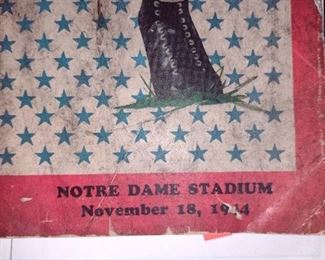 NOTRE DAME STADIUM
November 18, 1944